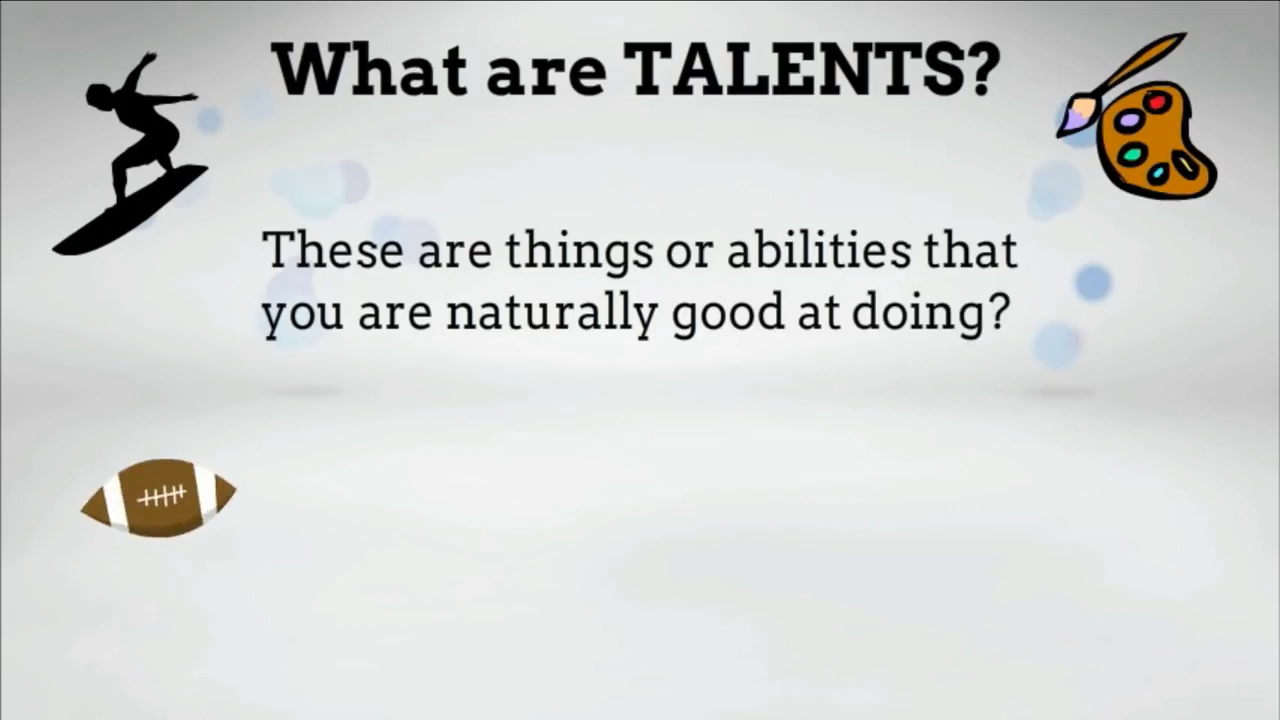 What are TALENTS?
These are things or abilities that
you are naturally good at doing?